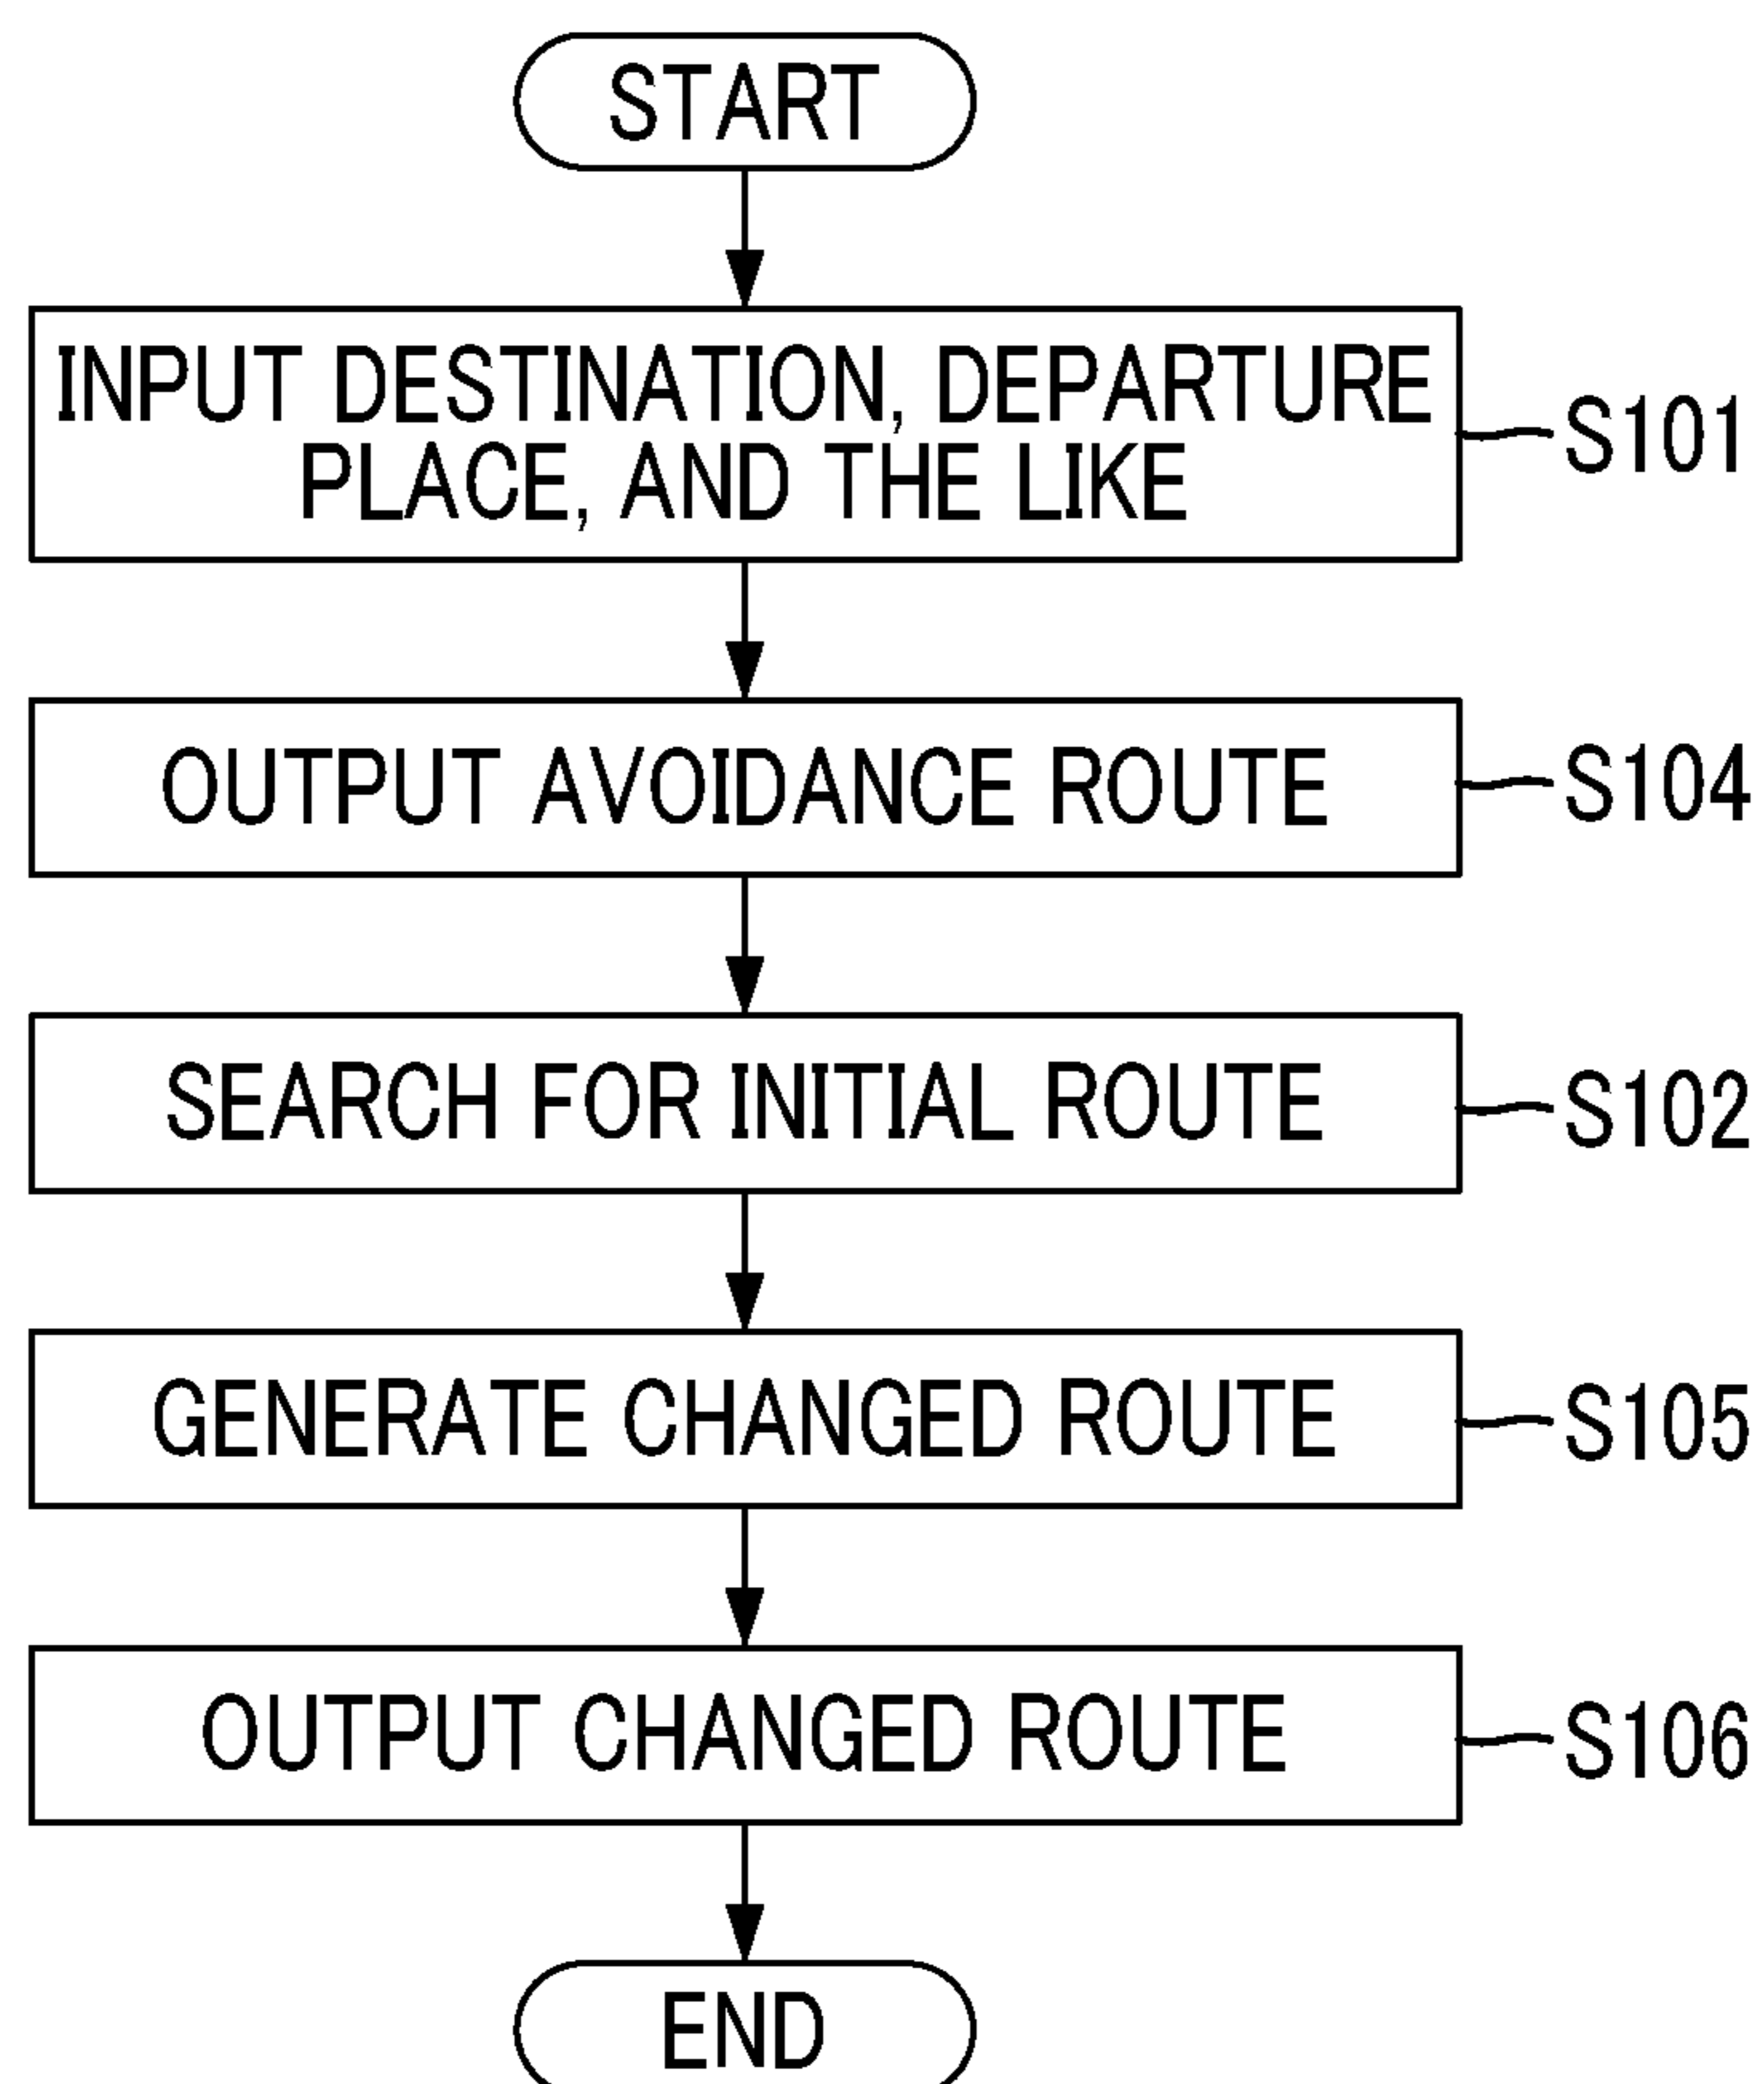 START
INPUT DESTINATION, DEPARTURE
PLACE, AND THE LIKE
S101
OUTPUT AVOIDANCE ROUTE
S104
SEARCH FOR INITIAL ROUTE
S102
GENERATE CHANGED ROUTE
S105
OUTPUT CHANGED ROUTE
S106
END